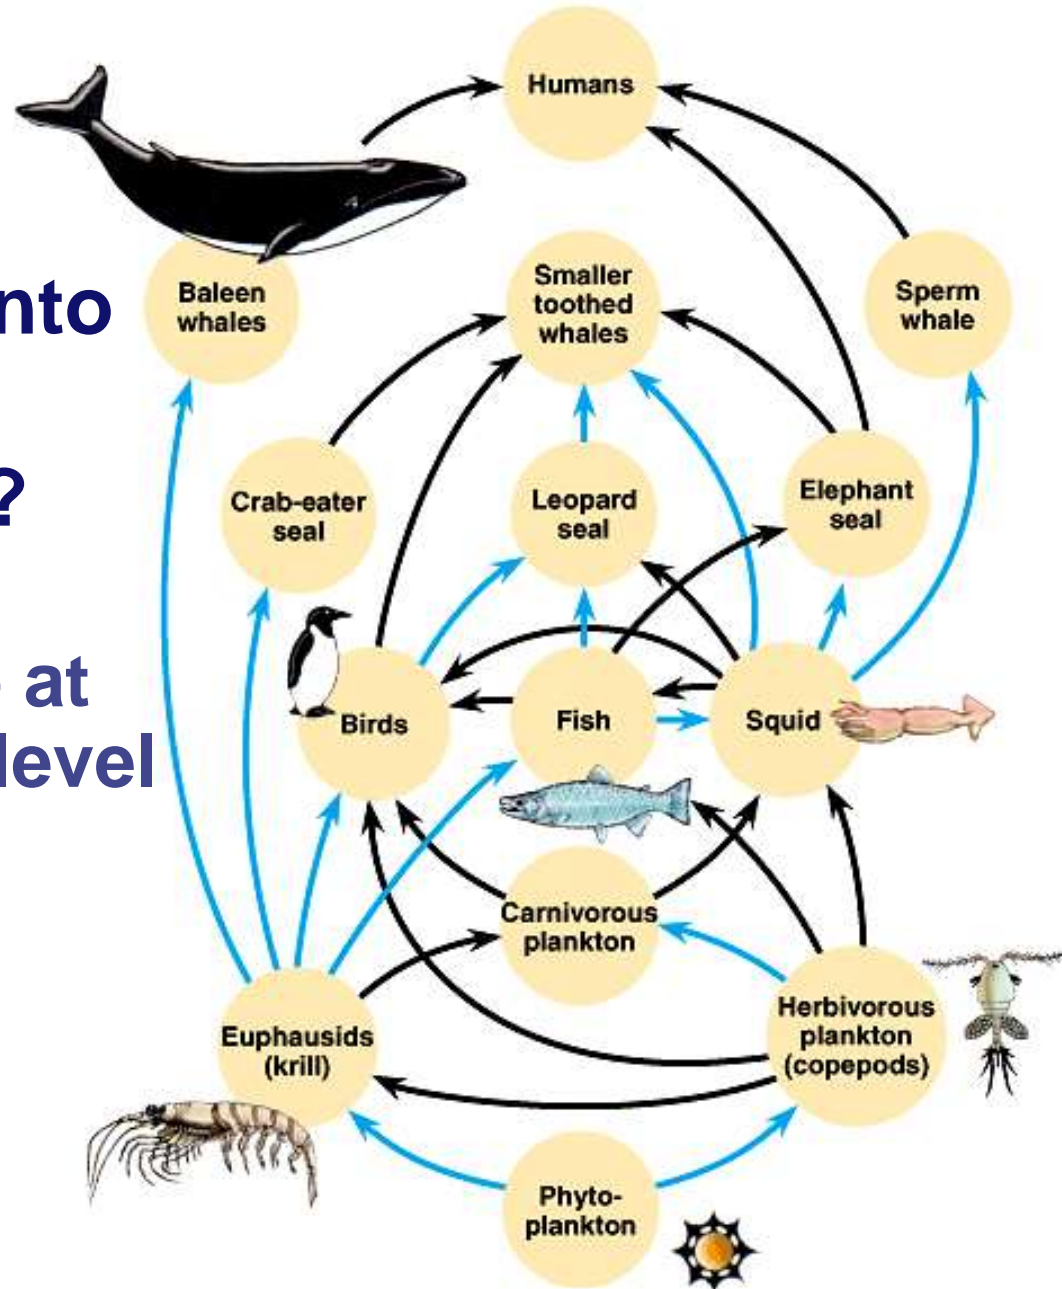 Humans
Baleen
whales
Smaller
toothed
whales
Sperm
whale
nto
?
Crab-eater
seal
Leopard
seal
Elephant
seal
at
level
Birds
Fish
Squid
Carnivorous
plankton
Euphausids
(krill)
Herbivorous
plankton
(copepods)
Phyto-
plankton